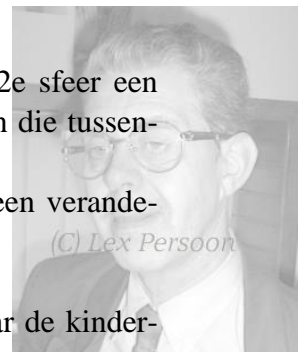 2e sfeer een
n die tussen-
een verande-
(C) Lex Persoon
ar de kinder-